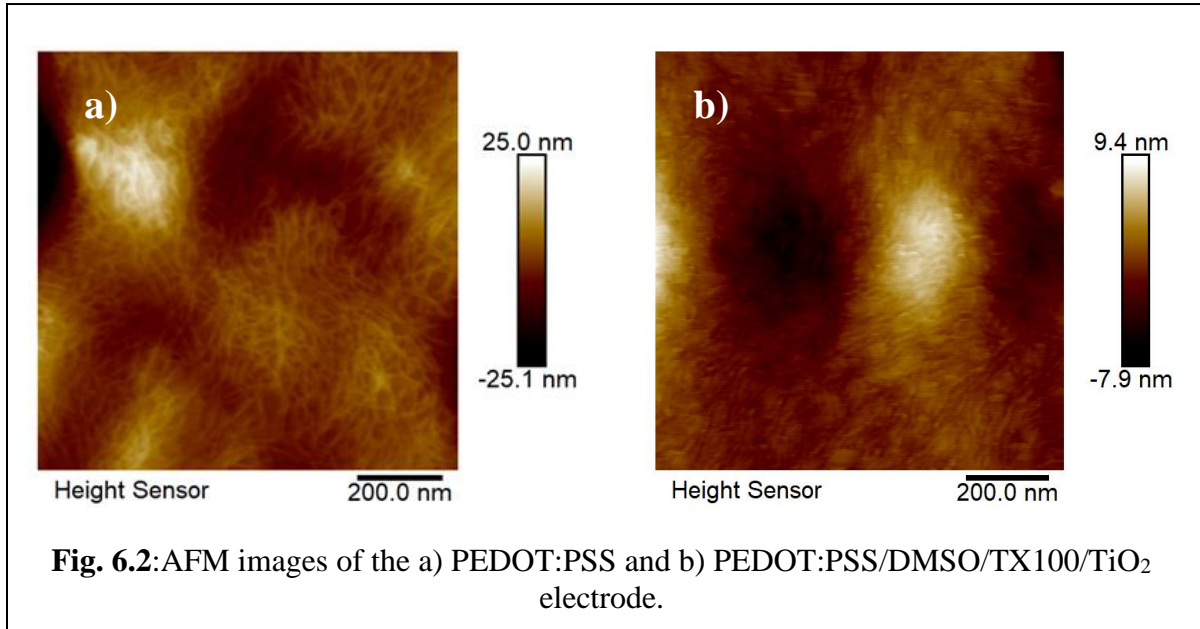 a)
25.0 nm
-25.1 nm
Height Sensor
200.0 nm
b)
9.4 nm
-7.9 nm
Height Sensor
200.0 nm
Fig. 6.2:AFM images of the a) PEDOT:PSS and b) PEDOT:PSS/DMSO/TX100/TiO₂
electrode.